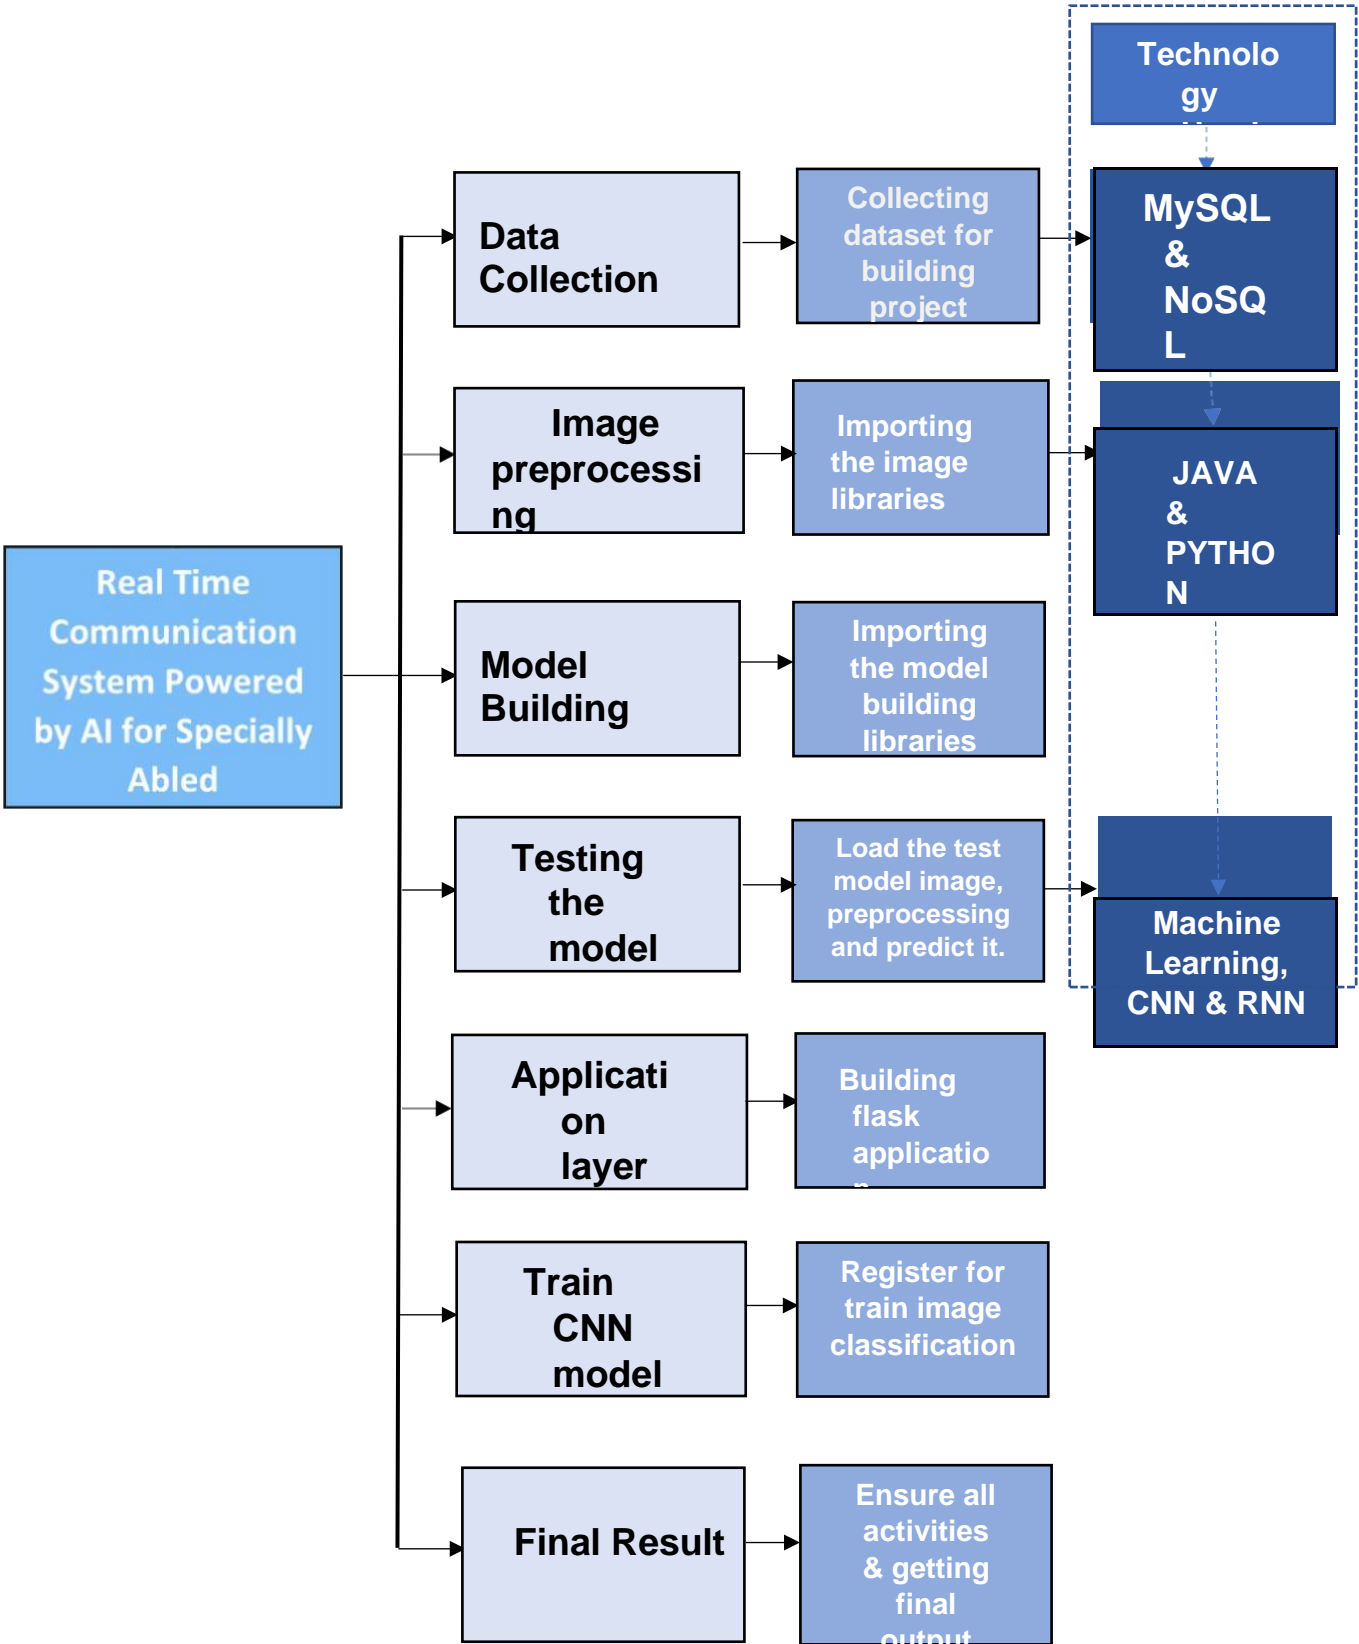 Technolo
gy
Data
Collection
Collecting
dataset for
building
project
MySQL
&
NoSQ
L
Image
preprocessi
ng
Importing
the image
libraries
JAVA
&
PYTHO
N
Real Time
Communication
System Powered
by AI for Specially
Abled
Model
Building
Importing
the model
building
libraries
Testing
the
model
Load the test
model image,
preprocessing
and predict it.
Machine
Learning,
CNN & RNN
Applicati
on
layer
Building
flask
applicatio
n
Train
CNN
model
Register for
train image
classification
Final Result
Ensure all
activities
& getting
final
output